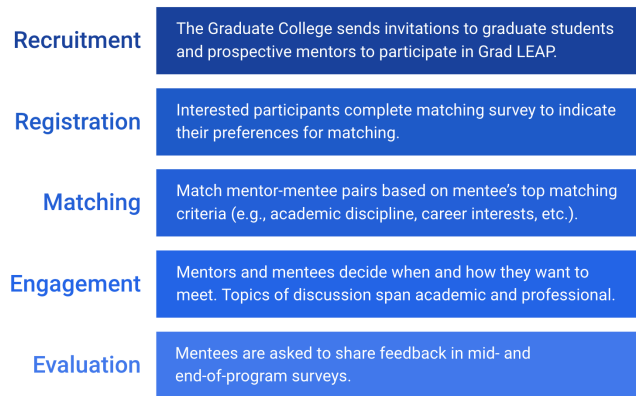 Recruitment
The Graduate College sends invitations to graduate students
and prospective mentors to participate in Grad LEAP.
Registration
Interested participants complete matching survey to indicate
their preferences for matching.
Matching
Match mentor-mentee pairs based on mentee’s top matching
criteria (e.g., academic discipline, career interests, etc.).
Engagement
Mentors and mentees decide when and how they want to
meet. Topics of discussion span academic and professional.
Evaluation
Mentees are asked to share feedback in mid- and
end-of-program surveys.